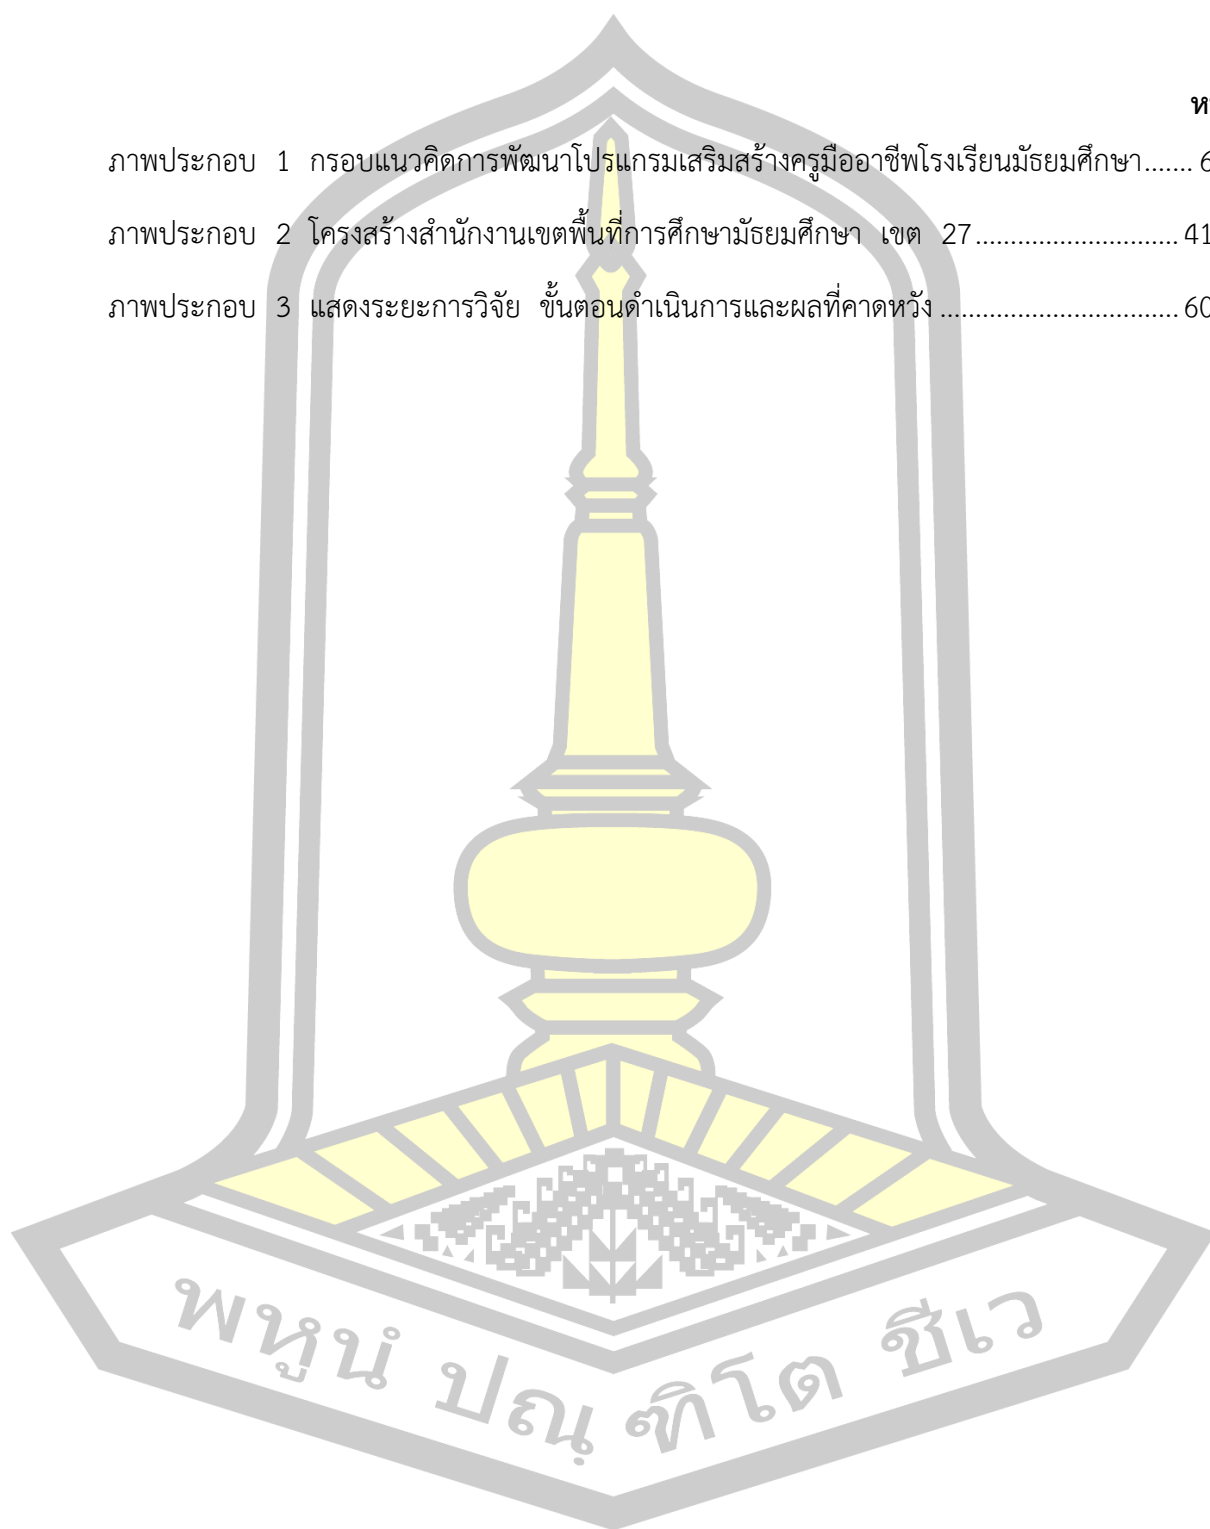 ภาพประกอบ 1 กรอบแนวคิดการพัฒนาโปรแกรมเสริมสร้างครูมืออาชีพโรงเรียนมัธยมศึกษา....... 6
ภาพประกอบ 2 โครงสร้างสำนักงานเขตพื้นที่การศึกษามัธยมศึกษา เขต 27............................. 41
ภาพประกอบ 3 แสดงระยะการวิจัย ขั้นตอนดำเนินการและผลที่คาดหวัง .................................. 60
พหูนํ ปณฺ ฑิโต ชีเว